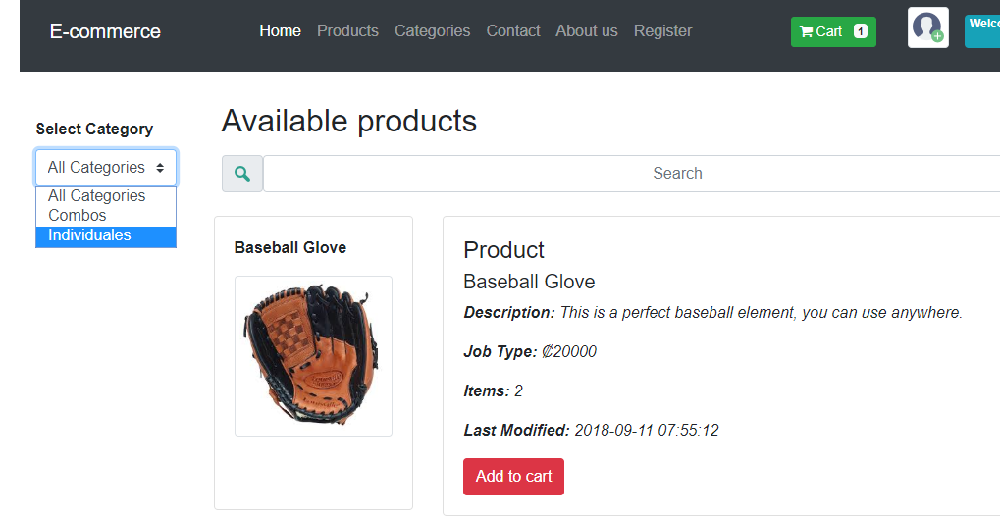 E-commerce
Home Products Categories Contact About us Register
Cart 1
Select Category
All Categories
All Categories
Combos
Individuales
Available products
Search
Baseball Glove
Product
Baseball Glove
Description: This is a perfect baseball element, you can use anywhere.
Job Type: ₡20000
Items: 2
Last Modified: 2018-09-11 07:55:12
Add to cart